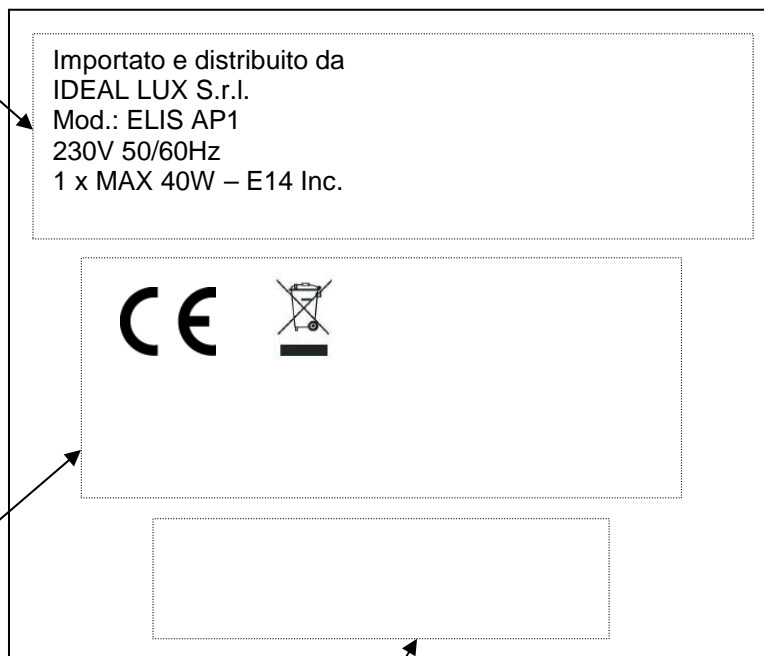 Importato e distribuito da
IDEAL LUX S.r.l.
Mod.: ELIS AP1
230V 50/60Hz
1 x MAX 40W – E14 Inc.
CE